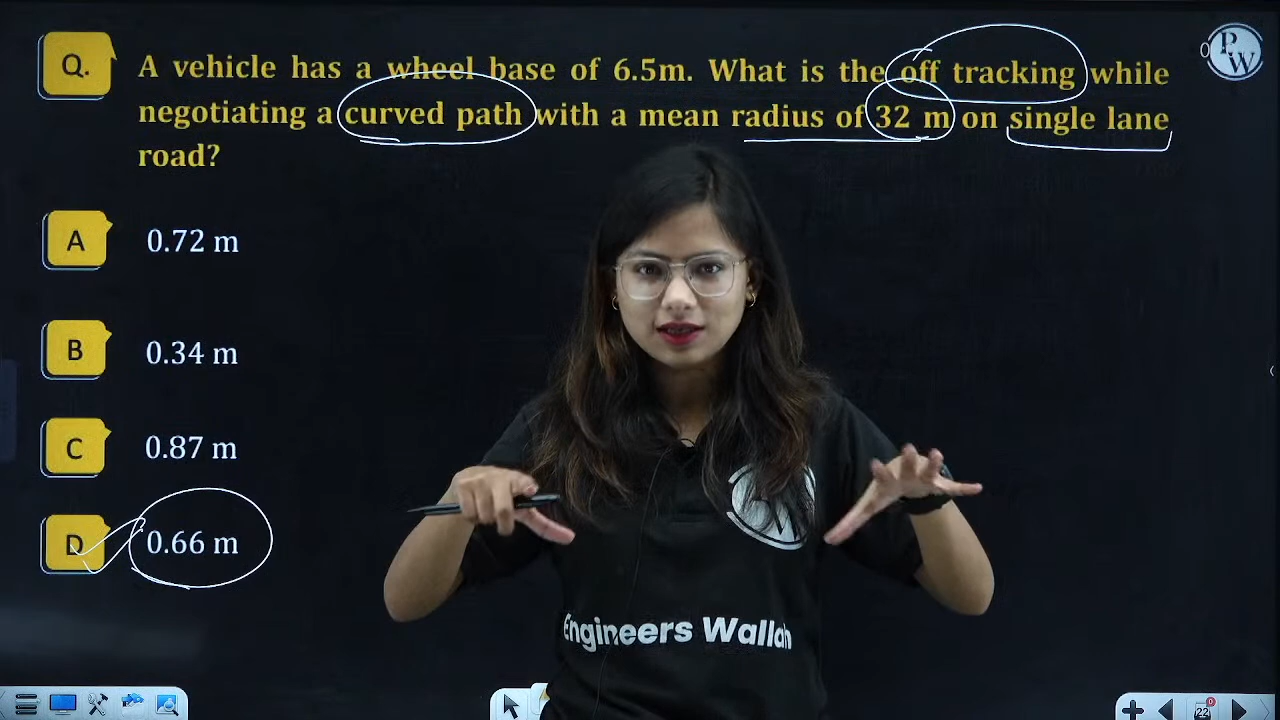 Q.
A vehicle has a wheel base of 6.5m. What is the off tracking while
negotiating a curved path with a mean radius of 32 m on single lane
road?
A
0.72 m
B
0.34 m
C
0.87 m
D
0.66 m
P
W
Engineers Wallah
22